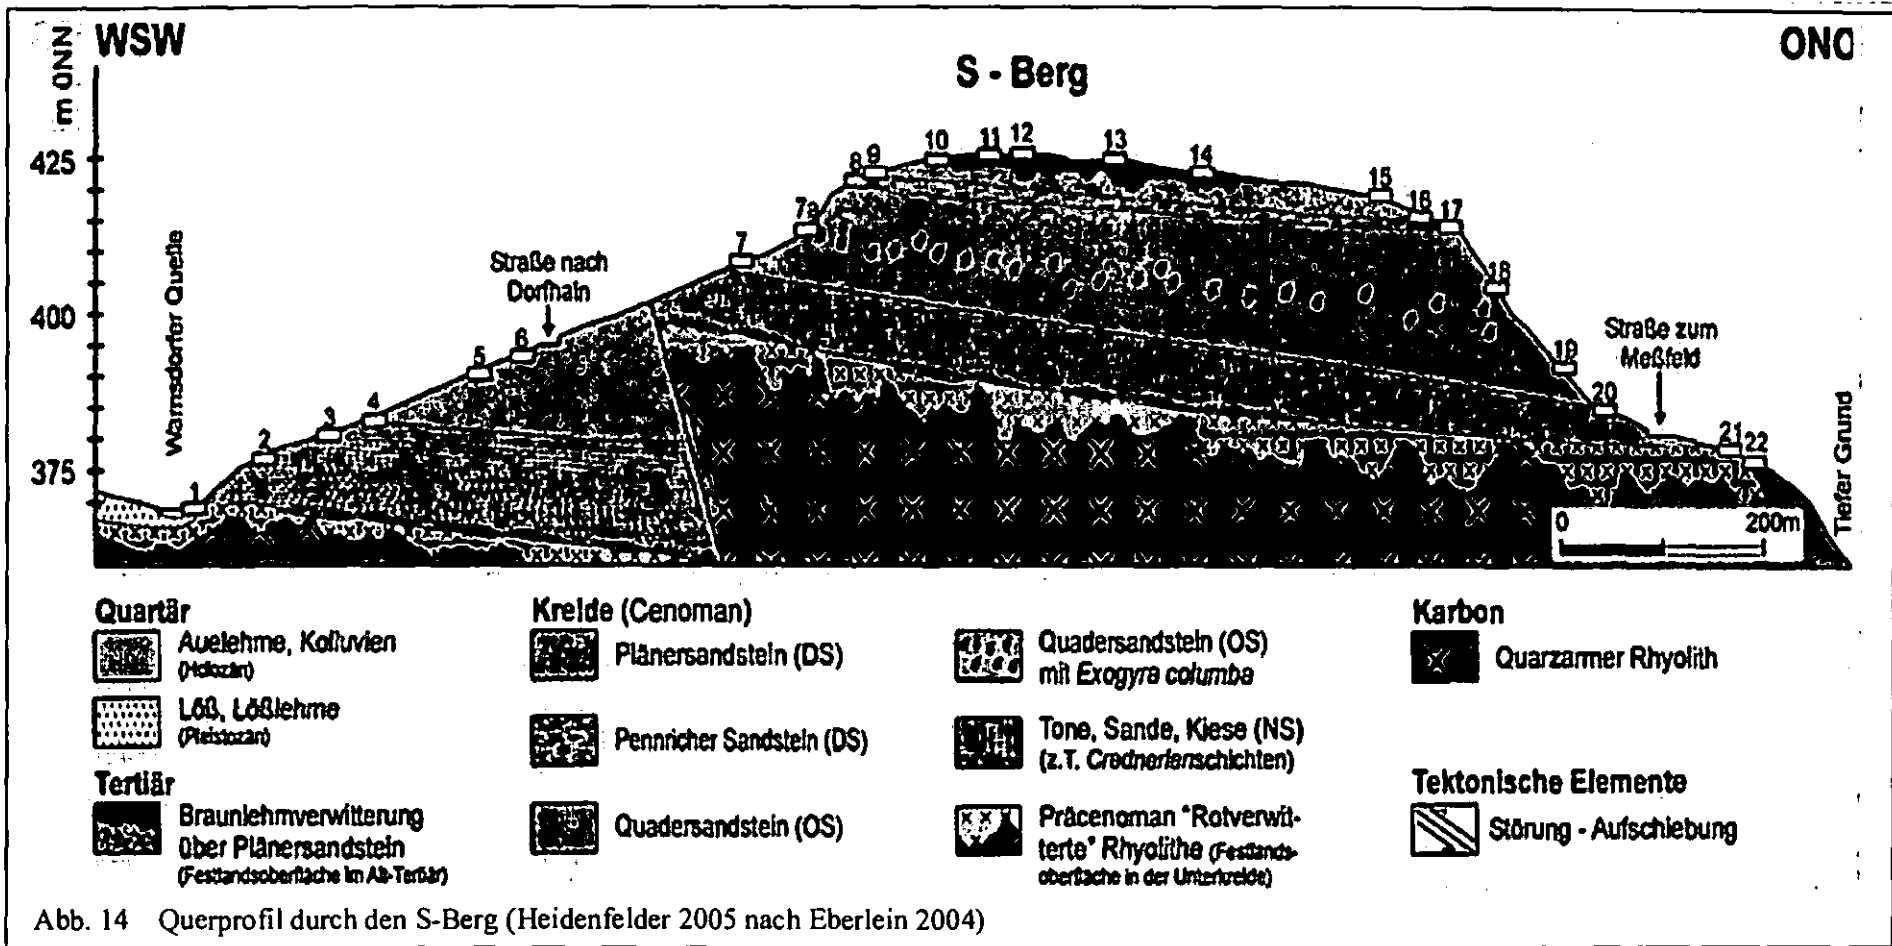 WSW
ONO
m ÜNN
S - Berg
425
400
375
Warnsdorfer Quelle
Straße nach
Dorfhain
Straße zum
Meßfeld
Tiefer Grund
1
2
3
4
5
6
7
7a
8
9
10
11
12
13
14
15
16
17
18
19
20
21
22
0
200m
Quartär
Auelehme, Kolluvien
(Holozän)
Löß, Lößlehme
(Pleistozän)
Tertiär
Braunlehmverwitterung
über Plänersandstein
(Festlandsoberfläche im Alt-Tertiär)
Kreide (Cenoman)
Plänersandstein (DS)
Pennricher Sandstein (DS)
Quadersandstein (OS)
Quadersandstein (OS)
mit Exogyra columba
Tone, Sande, Kiese (NS)
(z.T. Crednerienschichten)
Präcenoman "Rotverwit-
terte" Rhyolithe (Festlands-
oberfläche in der Unterkreide)
Karbon
Quarzarmer Rhyolith
Tektonische Elemente
Störung - Aufschiebung
Abb. 14 Querprofil durch den S-Berg (Heidenfelder 2005 nach Eberlein 2004)